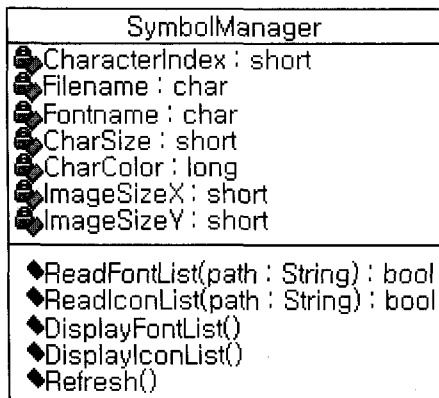 SymbolManager
CharacterIndex : short
Filename : char
Fontname : char
CharSize : short
CharColor : long
ImageSizeX : short
ImageSizeY : short
ReadFontList(path : String) : bool
ReadIconList(path : String) : bool
DisplayFontList()
DisplayIconList()
Refresh()